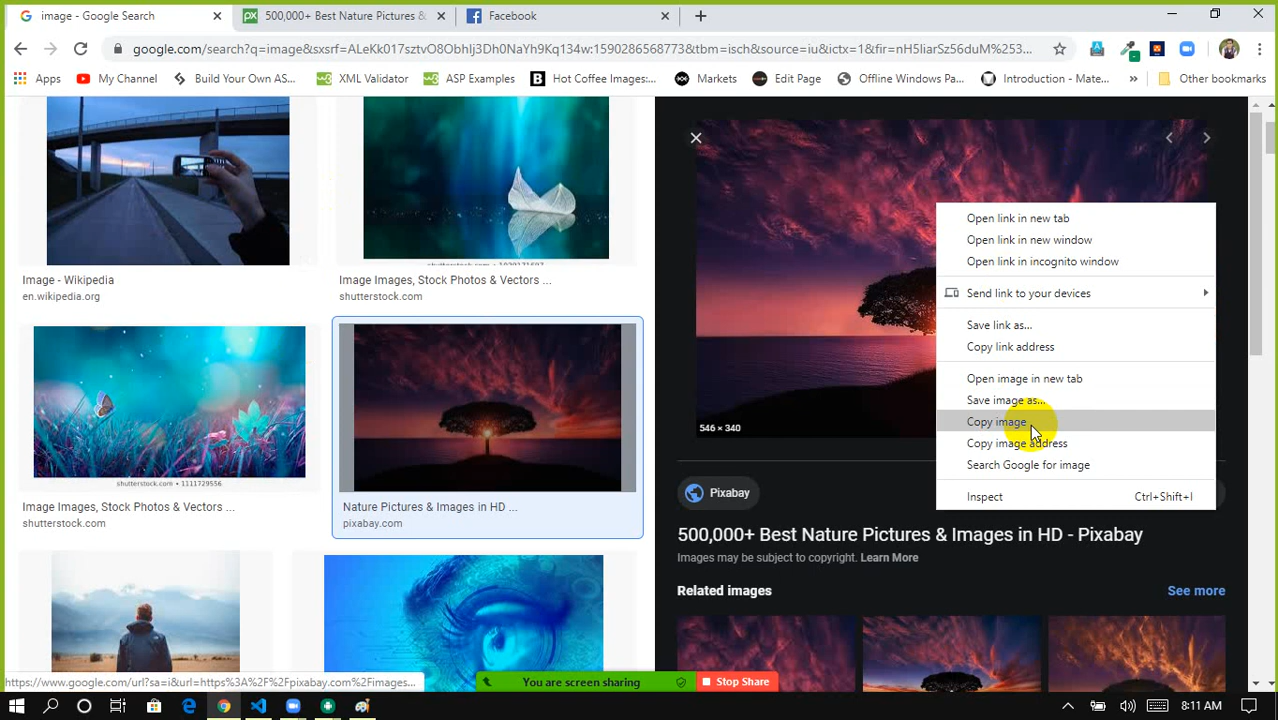 image - Google Search
500,000+ Best Nature Pictures &
Facebook
google.com/search?q=image&sxsrf=ALeKk017sztvO8ObhIj3Dh0NaYh9Kq134w:1590286568773&tbm=isch&source=iu&ictx=1&fir=nH5IiarSz56duM%253...
Apps
My Channel
Build Your Own AS...
XML Validator
ASP Examples
Hot Coffee Images:...
Markets
Edit Page
Offline Windows Pa...
Introduction - Mate...
Other bookmarks
Image - Wikipedia
en.wikipedia.org
Image Images, Stock Photos & Vectors ...
shutterstock.com
shutterstock.com • 1111729556
Image Images, Stock Photos & Vectors ...
shutterstock.com
Nature Pictures & Images in HD ...
pixabay.com
546 × 340
Open link in new tab
Open link in new window
Open link in incognito window
Send link to your devices
Save link as...
Copy link address
Open image in new tab
Save image as...
Copy image
Copy image address
Search Google for image
Inspect Ctrl+Shift+I
Pixabay
500,000+ Best Nature Pictures & Images in HD - Pixabay
Images may be subject to copyright. Learn More
Related images
See more
https://www.google.com/url?sa=i&url=https%3A%2F%2Fpixabay.com%2Fimages...
You are screen sharing
Stop Share
8:11 AM